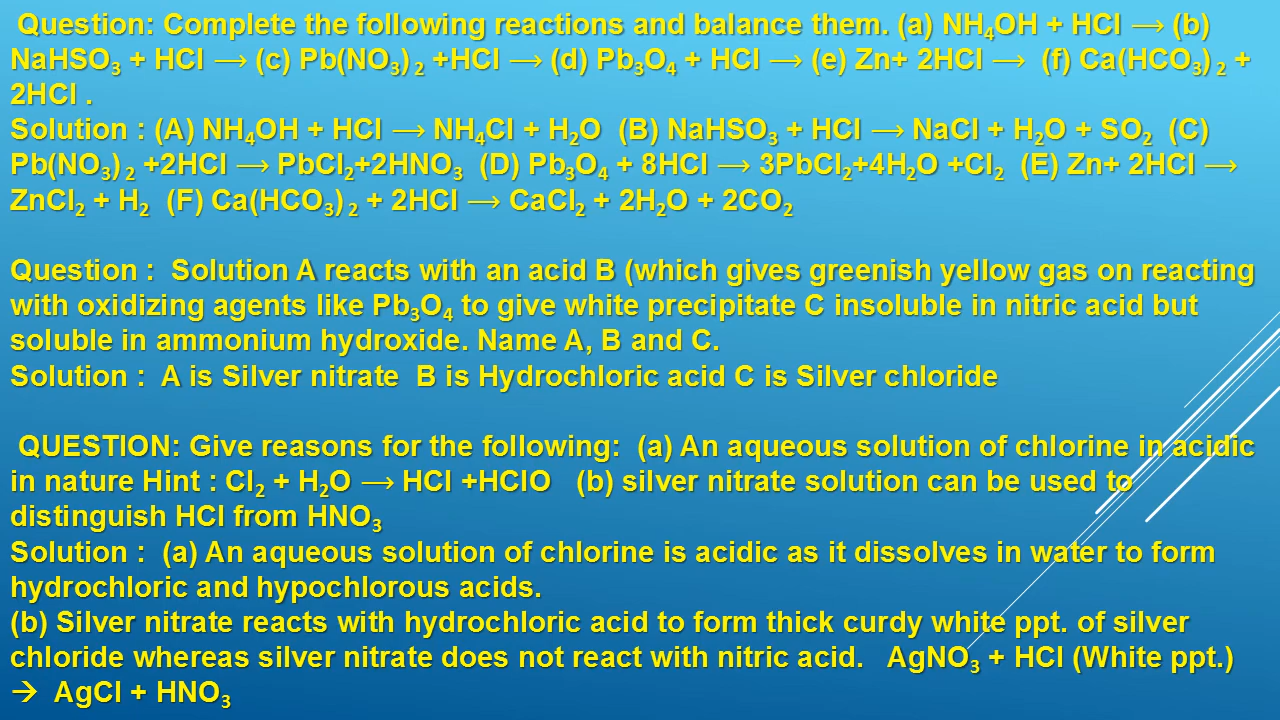 Question: Complete the following reactions and balance them. (a) NH₄OH + HCl ⟶ (b)
NaHSO₃ + HCl ⟶ (c) Pb(NO₃) ₂ +HCl ⟶ (d) Pb₃O₄ + HCl ⟶ (e) Zn+ 2HCl ⟶ (f) Ca(HCO₃) ₂ +
2HCl .
Solution : (A) NH₄OH + HCl ⟶ NH₄Cl + H₂O (B) NaHSO₃ + HCl ⟶ NaCl + H₂O + SO₂ (C)
Pb(NO₃) ₂ +2HCl ⟶ PbCl₂+2HNO₃ (D) Pb₃O₄ + 8HCl ⟶ 3PbCl₂+4H₂O +Cl₂ (E) Zn+ 2HCl ⟶
ZnCl₂ + H₂ (F) Ca(HCO₃) ₂ + 2HCl ⟶ CaCl₂ + 2H₂O + 2CO₂
Question : Solution A reacts with an acid B (which gives greenish yellow gas on reacting
with oxidizing agents like Pb₃O₄ to give white precipitate C insoluble in nitric acid but
soluble in ammonium hydroxide. Name A, B and C.
Solution : A is Silver nitrate B is Hydrochloric acid C is Silver chloride
QUESTION: Give reasons for the following: (a) An aqueous solution of chlorine in acidic
in nature Hint : Cl₂ + H₂O ⟶ HCl +HClO (b) silver nitrate solution can be used to
distinguish HCl from HNO₃
Solution : (a) An aqueous solution of chlorine is acidic as it dissolves in water to form
hydrochloric and hypochlorous acids.
(b) Silver nitrate reacts with hydrochloric acid to form thick curdy white ppt. of silver
chloride whereas silver nitrate does not react with nitric acid. AgNO₃ + HCl (White ppt.)
→ AgCl + HNO₃